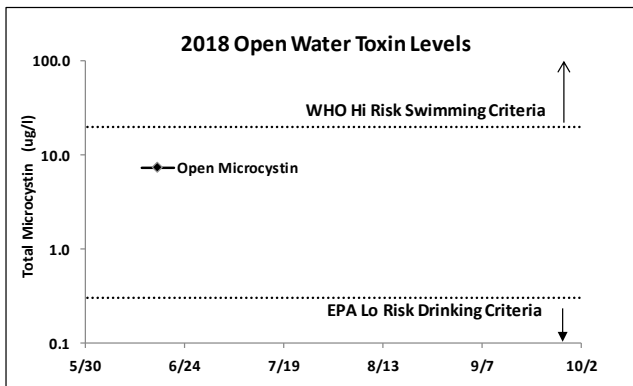 2018 Open Water Toxin Levels
100.0
WHO Hi Risk Swimming Criteria
10.0
Open Microcystin
Total Microcystin (ug/l)
1.0
EPA Lo Risk Drinking Criteria
0.1
5/30 6/24 7/19 8/13 9/7 10/2